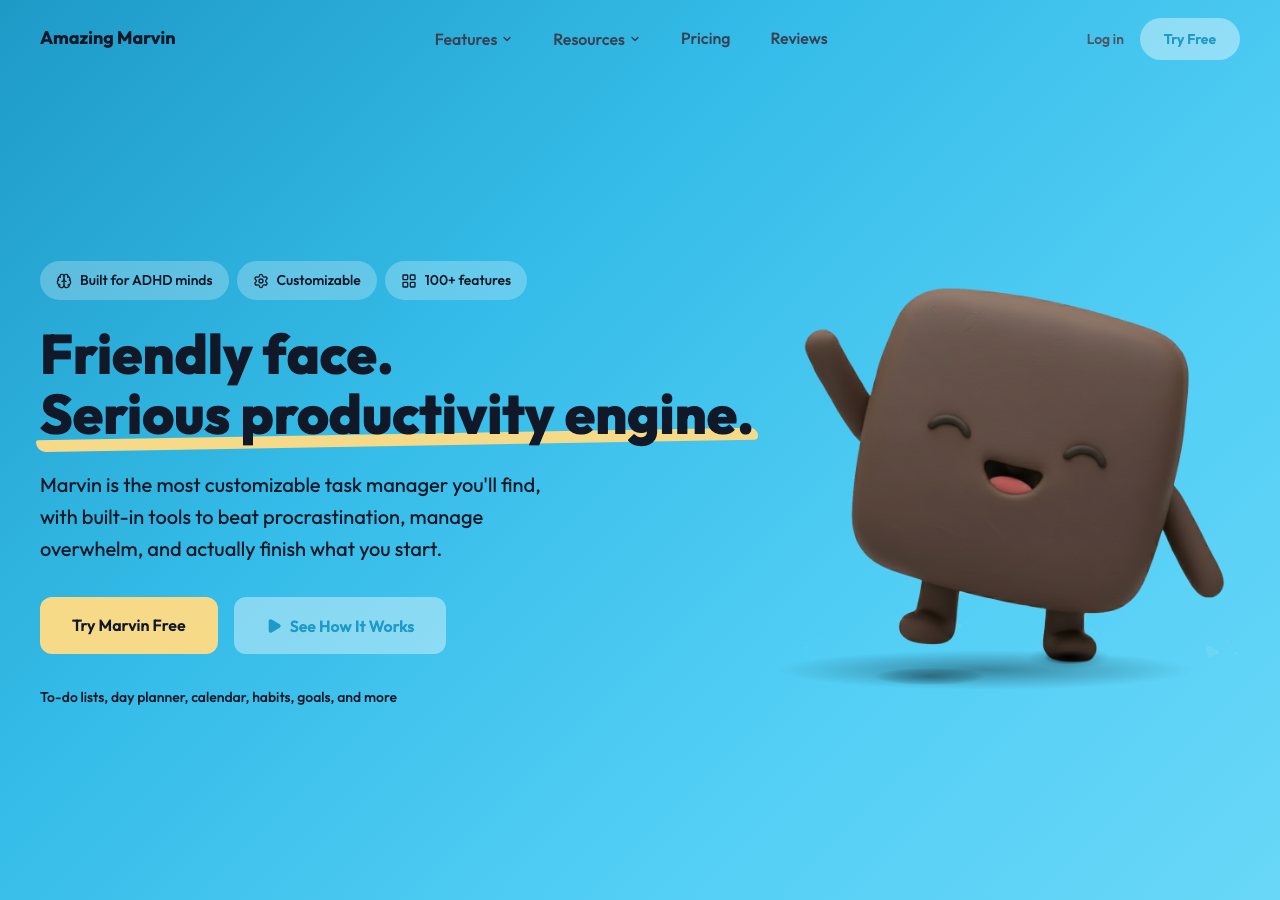 Amazing Marvin
Features
Resources
Pricing
Reviews
Log in
Try Free
Built for ADHD minds
Customizable
100+ features
Friendly face.
Serious productivity engine.
Marvin is the most customizable task manager you'll find,
with built-in tools to beat procrastination, manage
overwhelm, and actually finish what you start.
Try Marvin Free
See How It Works
To-do lists, day planner, calendar, habits, goals, and more